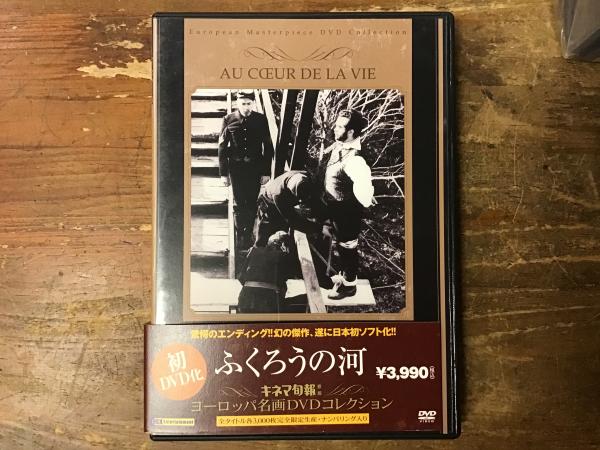 European Masterpiece DVD Collection
AU CŒUR DE LA VIE
驚愕のエンディング!!幻の傑作、遂に日本初ソフト化!!
初
DVD化
ふくろうの河
¥3,990
キネマ旬報
ヨーロッパ名画DVDコレクション
Entertainment
全タイトル各3,000枚完全限定生産・ナンバリング入り
DVD
VIDEO